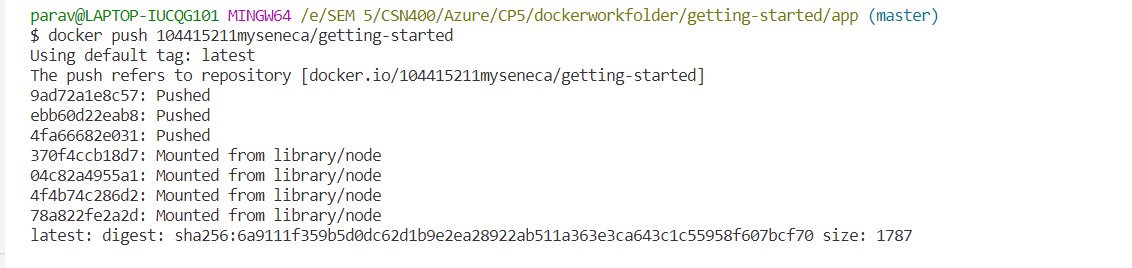 parav@LAPTOP-IUCQG101 MINGW64 /e/SEM 5/CSN400/Azure/CP5/dockerworkfolder/getting-started/app (master)
$ docker push 104415211myseneca/getting-started
Using default tag: latest
The push refers to repository [docker.io/104415211myseneca/getting-started]
9ad72a1e8c57: Pushed
ebb60d22eab8: Pushed
4fa66682e031: Pushed
370f4ccb18d7: Mounted from library/node
04c82a4955a1: Mounted from library/node
4f4b74c286d2: Mounted from library/node
78a822fe2a2d: Mounted from library/node
latest: digest: sha256:6a9111f359b5d0dc62d1b9e2ea28922ab511a363e3ca643c1c55958f607bcf70 size: 1787